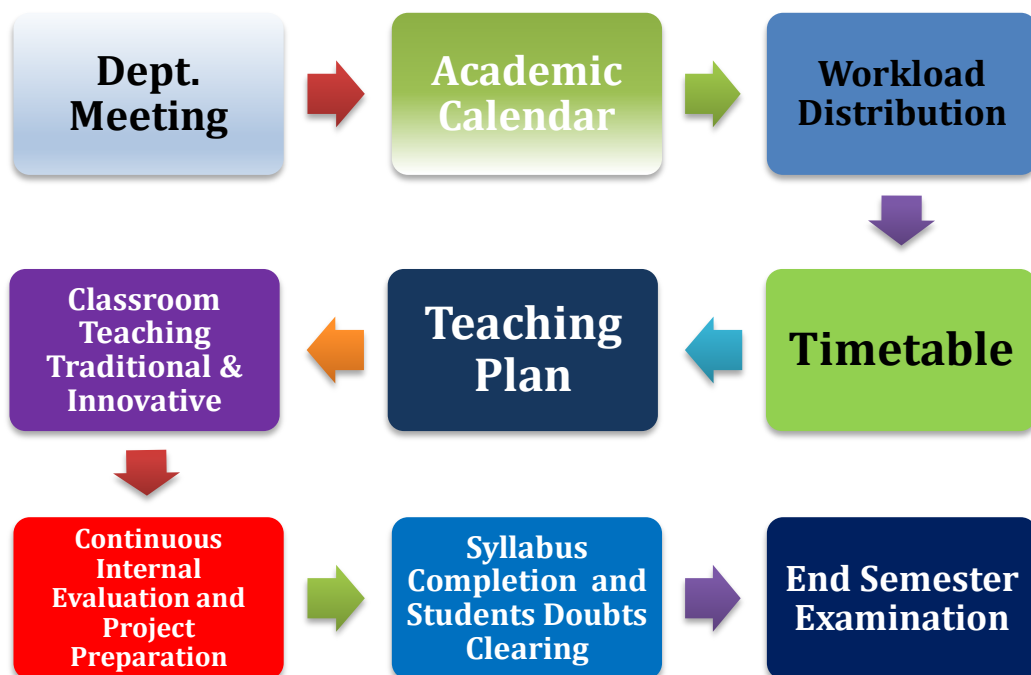 Dept.
Meeting
Academic
Calendar
Workload
Distribution
Timetable
Teaching
Plan
Classroom
Teaching
Traditional &
Innovative
Continuous
Internal
Evaluation and
Project
Preparation
Syllabus
Completion and
Students Doubts
Clearing
End Semester
Examination